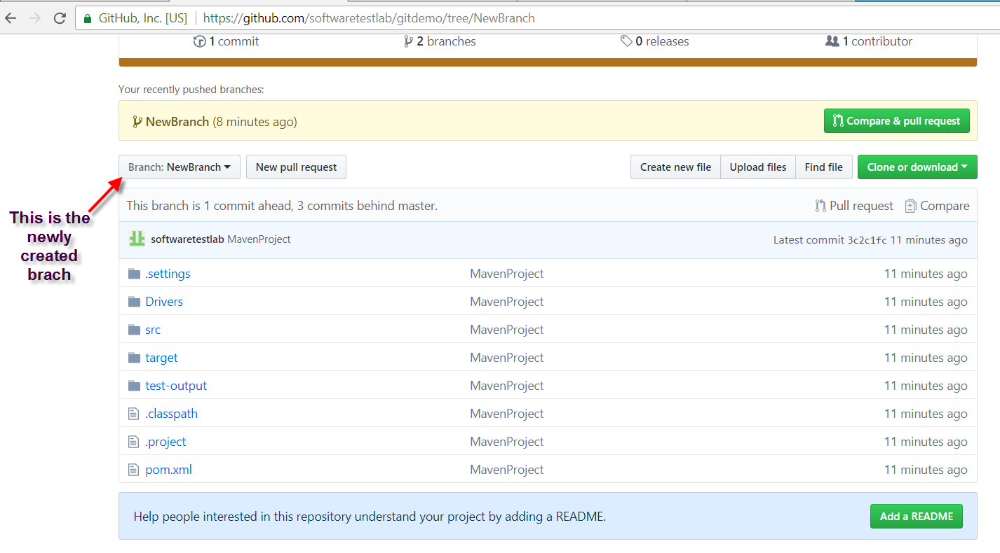 GitHub, Inc. [US] https://github.com/softwaretestlab/gitdemo/tree/NewBranch
1 commit 2 branches 0 releases 1 contributor
Your recently pushed branches:
NewBranch (8 minutes ago) Compare & pull request
Branch: NewBranch New pull request Create new file Upload files Find file Clone or download
This branch is 1 commit ahead, 3 commits behind master. Pull request Compare
This is the
newly
created
brach
softwaretestlab MavenProject Latest commit 3c2c1fc 11 minutes ago
.settings MavenProject 11 minutes ago
Drivers MavenProject 11 minutes ago
src MavenProject 11 minutes ago
target MavenProject 11 minutes ago
test-output MavenProject 11 minutes ago
.classpath MavenProject 11 minutes ago
.project MavenProject 11 minutes ago
pom.xml MavenProject 11 minutes ago
Help people interested in this repository understand your project by adding a README. Add a README